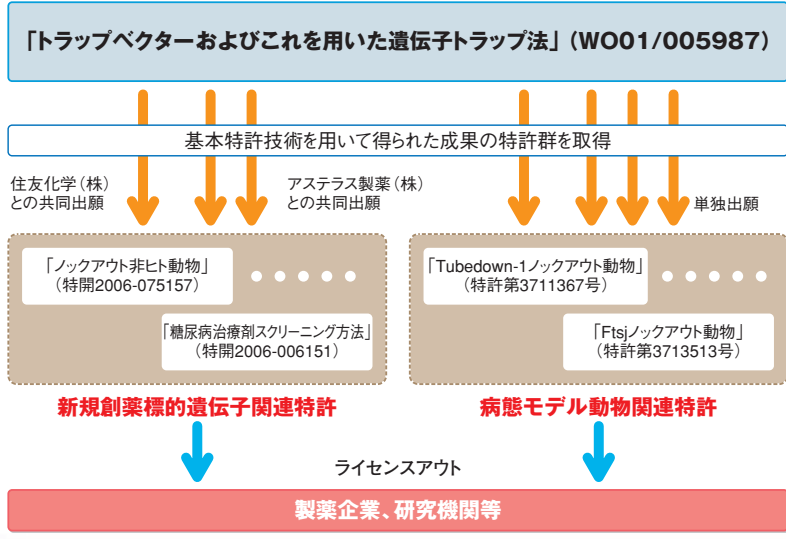 「トラップベクターおよびこれを用いた遺伝子トラップ法」（WO01/005987）
基本特許技術を用いて得られた成果の特許群を取得
住友化学（株）
との共同出願
アステラス製薬（株）
との共同出願
単独出願
「ノックアウト非ヒト動物」
（特開2006-075157）
「糖尿病治療剤スクリーニング方法」
（特開2006-006151）
「Tubedown-1ノックアウト動物」
（特許第3711367号）
「Ftsjノックアウト動物」
（特許第3713513号）
新規創薬標的遺伝子関連特許
病態モデル動物関連特許
ライセンスアウト
製薬企業、研究機関等